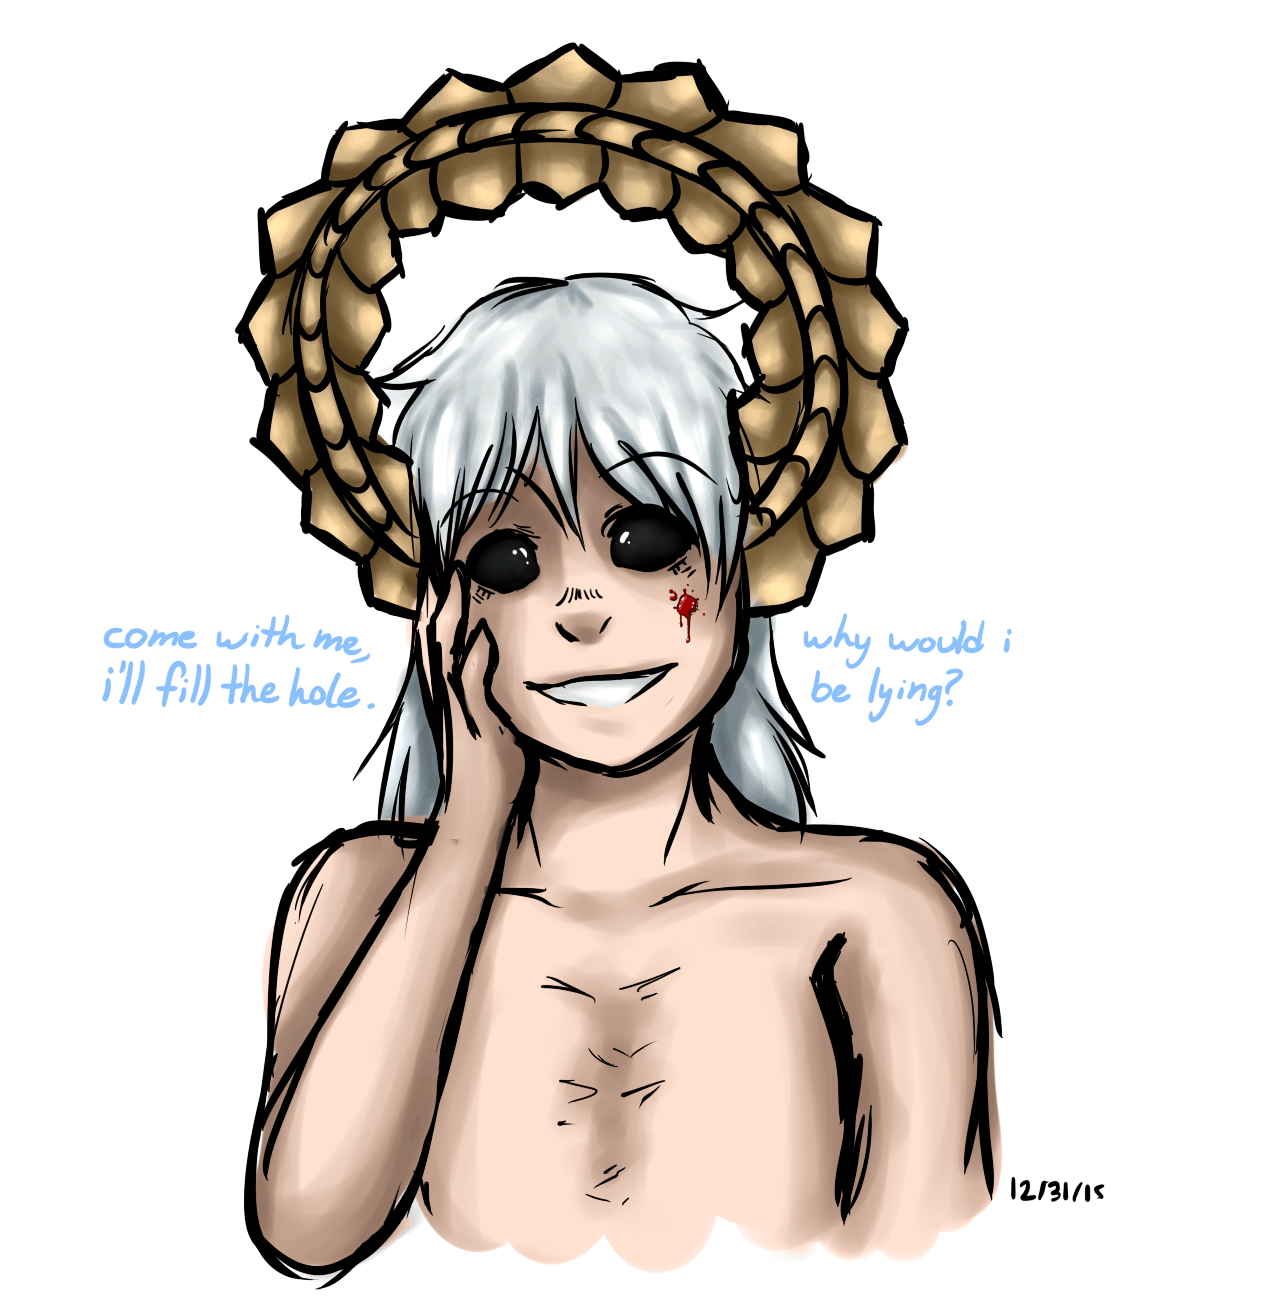 come with me,
i'll fill the hole.
why would i
be lying?
12/31/15